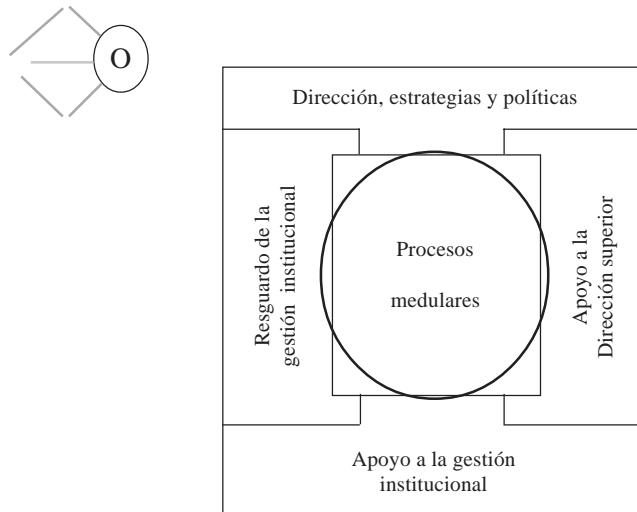 O
Dirección, estrategias y políticas
Resguardo de la
gestión institucional
Procesos
medulares
Apoyo a la
Dirección superior
Apoyo a la gestión
institucional